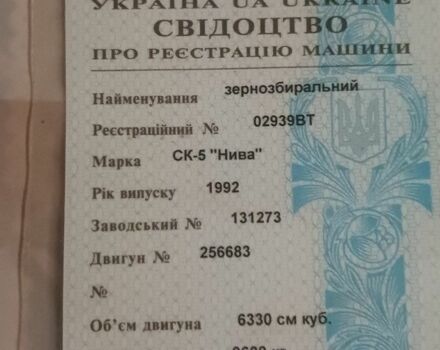 УКРАЇНА UA UKRAINE
СВІДОЦТВО
ПРО РЕЄСТРАЦІЮ МАШИНИ
Найменування зернозбиральний
Реєстраційний № 02939ВТ
Марка СК-5 "Нива"
Рік випуску 1992
Заводський № 131273
Двигун № 256683
№
Об'єм двигуна 6330 см куб.